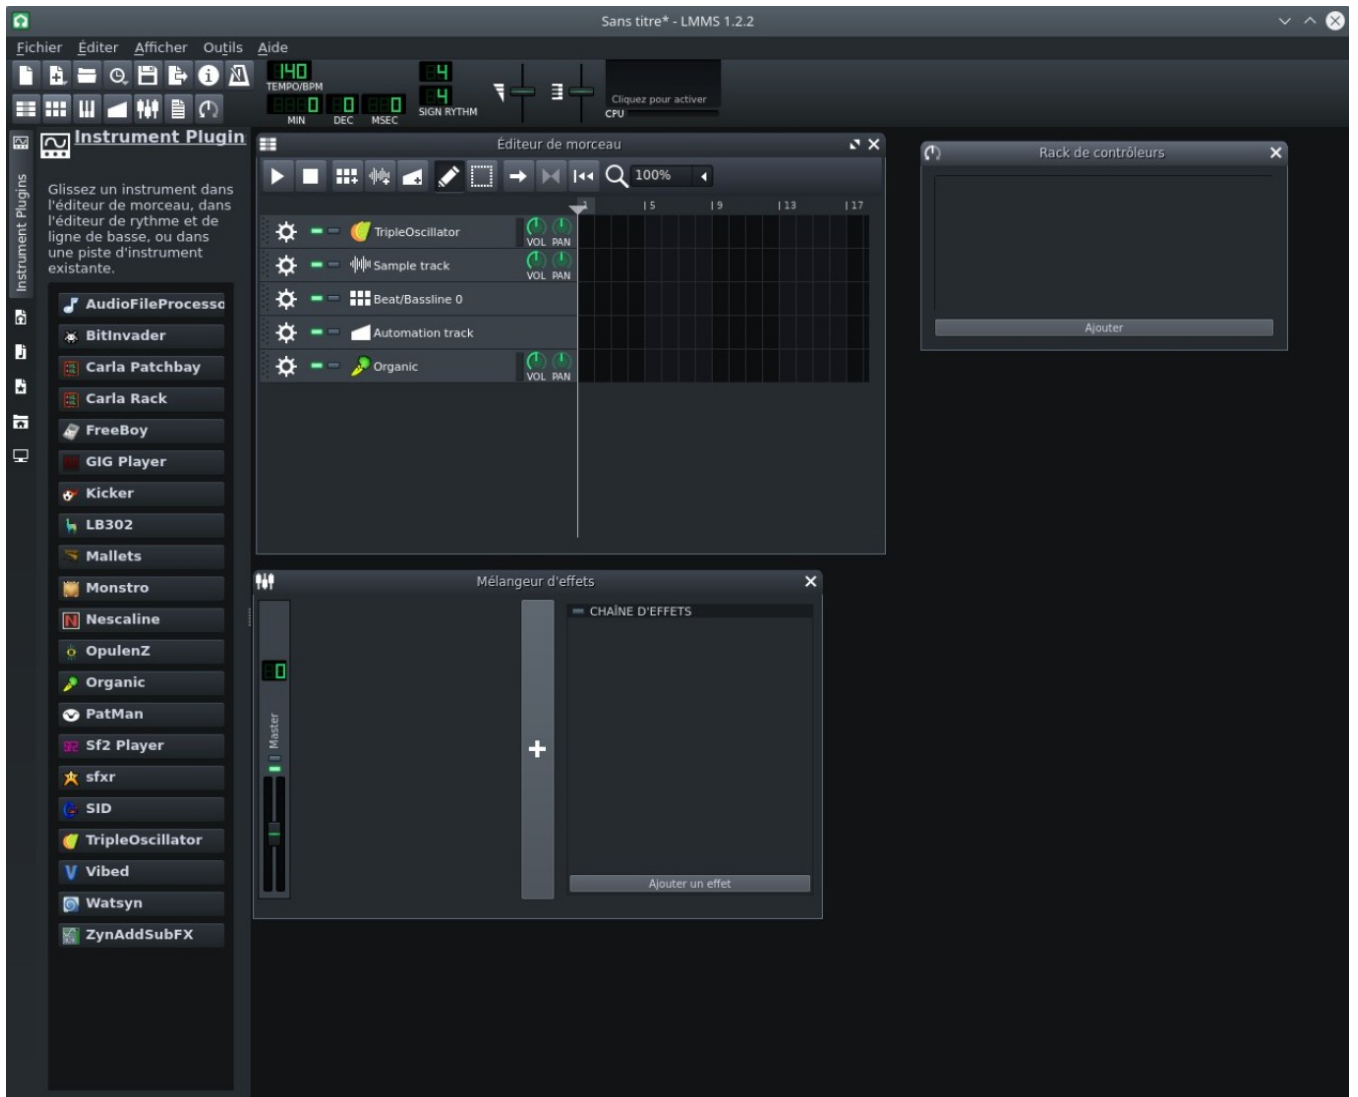 Sans titre* - LMMS 1.2.2
Fichier Éditer Afficher Outils Aide
140
TEMPO/BPM
4
4
SIGN RYTHM
0 0 0
MIN DEC MSEC
Cliquez pour activer
CPU
Instrument Plugins
Instrument Plugin
Glissez un instrument dans
l'éditeur de morceau, dans
l'éditeur de rythme et de
ligne de basse, ou dans
une piste d'instrument
existante.
AudioFileProcesso
BitInvader
Carla Patchbay
Carla Rack
FreeBoy
GIG Player
Kicker
LB302
Mallets
Monstro
Nescaline
OpulenZ
Organic
PatMan
Sf2 Player
sfxr
SID
TripleOscillator
Vibed
Watsyn
ZynAddSubFX
Éditeur de morceau
100%
1 |5 |9 |13 |17
TripleOscillator VOL PAN
Sample track VOL PAN
Beat/Bassline 0
Automation track
Organic VOL PAN
Rack de contrôleurs
Ajouter
Mélangeur d'effets
0
Master
CHAÎNE D'EFFETS
Ajouter un effet